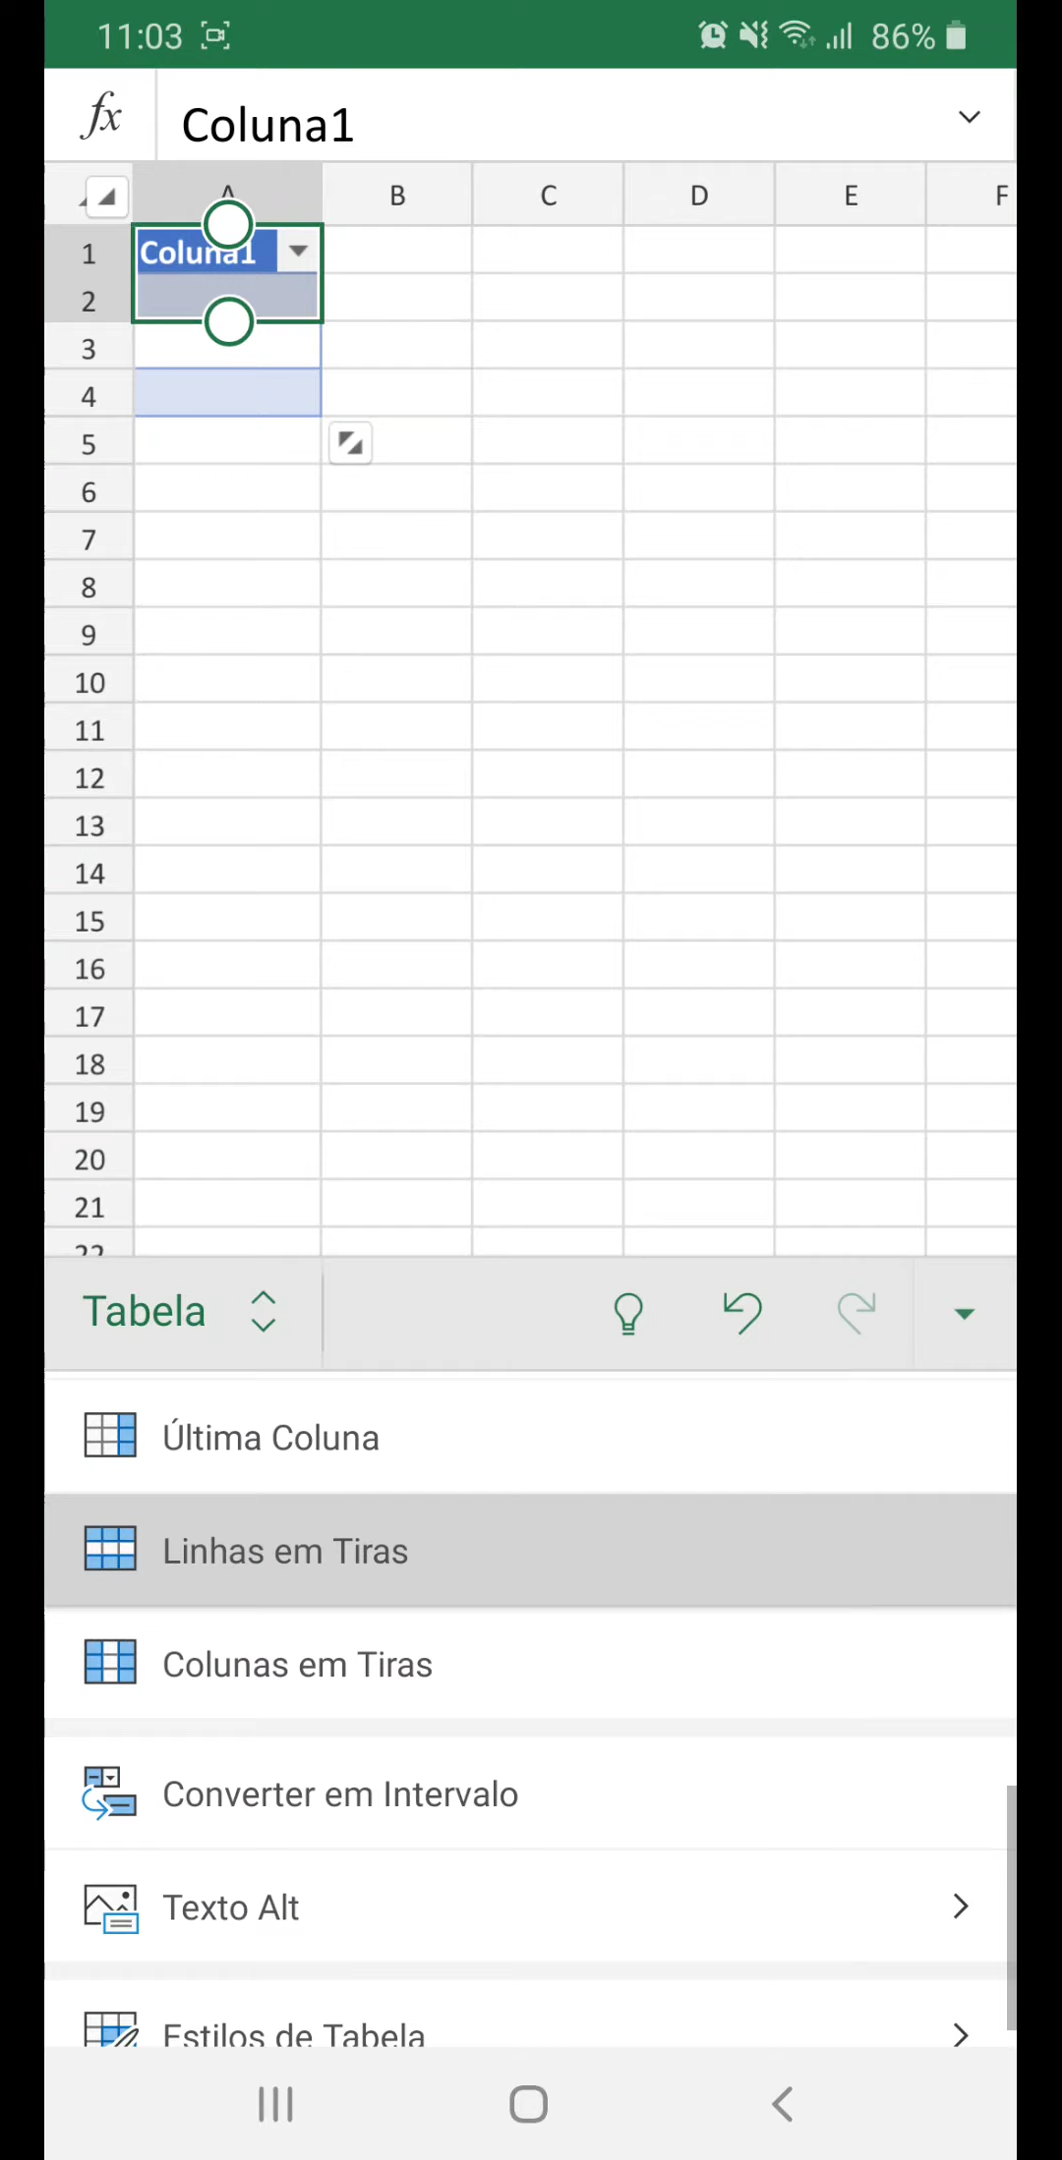 11:03 86%
fx Coluna1
A B C D E F
1 Coluna1
2
3
4
5
6
7
8
9
10
11
12
13
14
15
16
17
18
19
20
21
22
Tabela
Última Coluna
Linhas em Tiras
Colunas em Tiras
Converter em Intervalo
Texto Alt
Estilos de Tabela